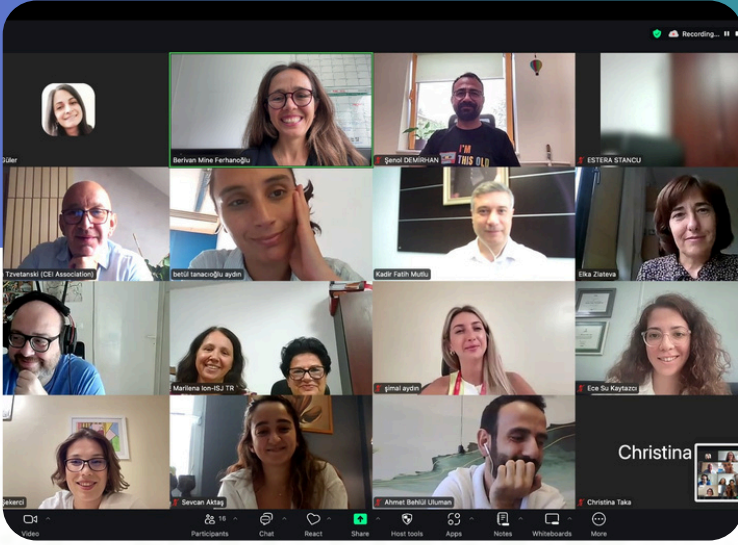 Recording...
Güler
Berivan Mine Ferhanoğlu
Şenol DEMİRHAN
I'M
THIS OLD
ESTERA STANCU
Tzvetanski (CEI Association)
betül tanacıoğlu aydın
Kadir Fatih Mutlu
Elka Zlateva
Marilena Ion-ISJ TR
şimal aydın
Ece Su Kaytazcı
Şekerci
Sevcan Aktaş
Ahmet Behlül Uluman
Christina
Christina Taka
Video
Participants
16
Chat
React
Share
Host tools
Apps
Notes
Whiteboards
More